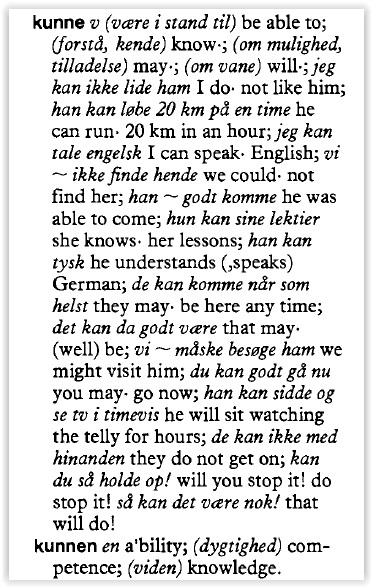 kunne v (være i stand til) be able to;
(forstå, kende) know·; (om mulighed,
tilladelse) may·; (om vane) will·; jeg
kan ikke lide ham I do· not like him;
han kan løbe 20 km på en time he
can run· 20 km in an hour; jeg kan
tale engelsk I can speak· English; vi
~ ikke finde hende we could· not
find her; han ~ godt komme he was
able to come; hun kan sine lektier
she knows· her lessons; han kan
tysk he understands (,speaks)
German; de kan komme når som
helst they may· be here any time;
det kan da godt være that may·
(well) be; vi ~ måske besøge ham we
might visit him; du kan godt gå nu
you may· go now; han kan sidde og
se tv i timevis he will sit watching
the telly for hours; de kan ikke med
hinanden they do not get on; kan
du så holde op! will you stop it! do
stop it! så kan det være nok! that
will do!
kunnen en a'bility; (dygtighed) com-
petence; (viden) knowledge.